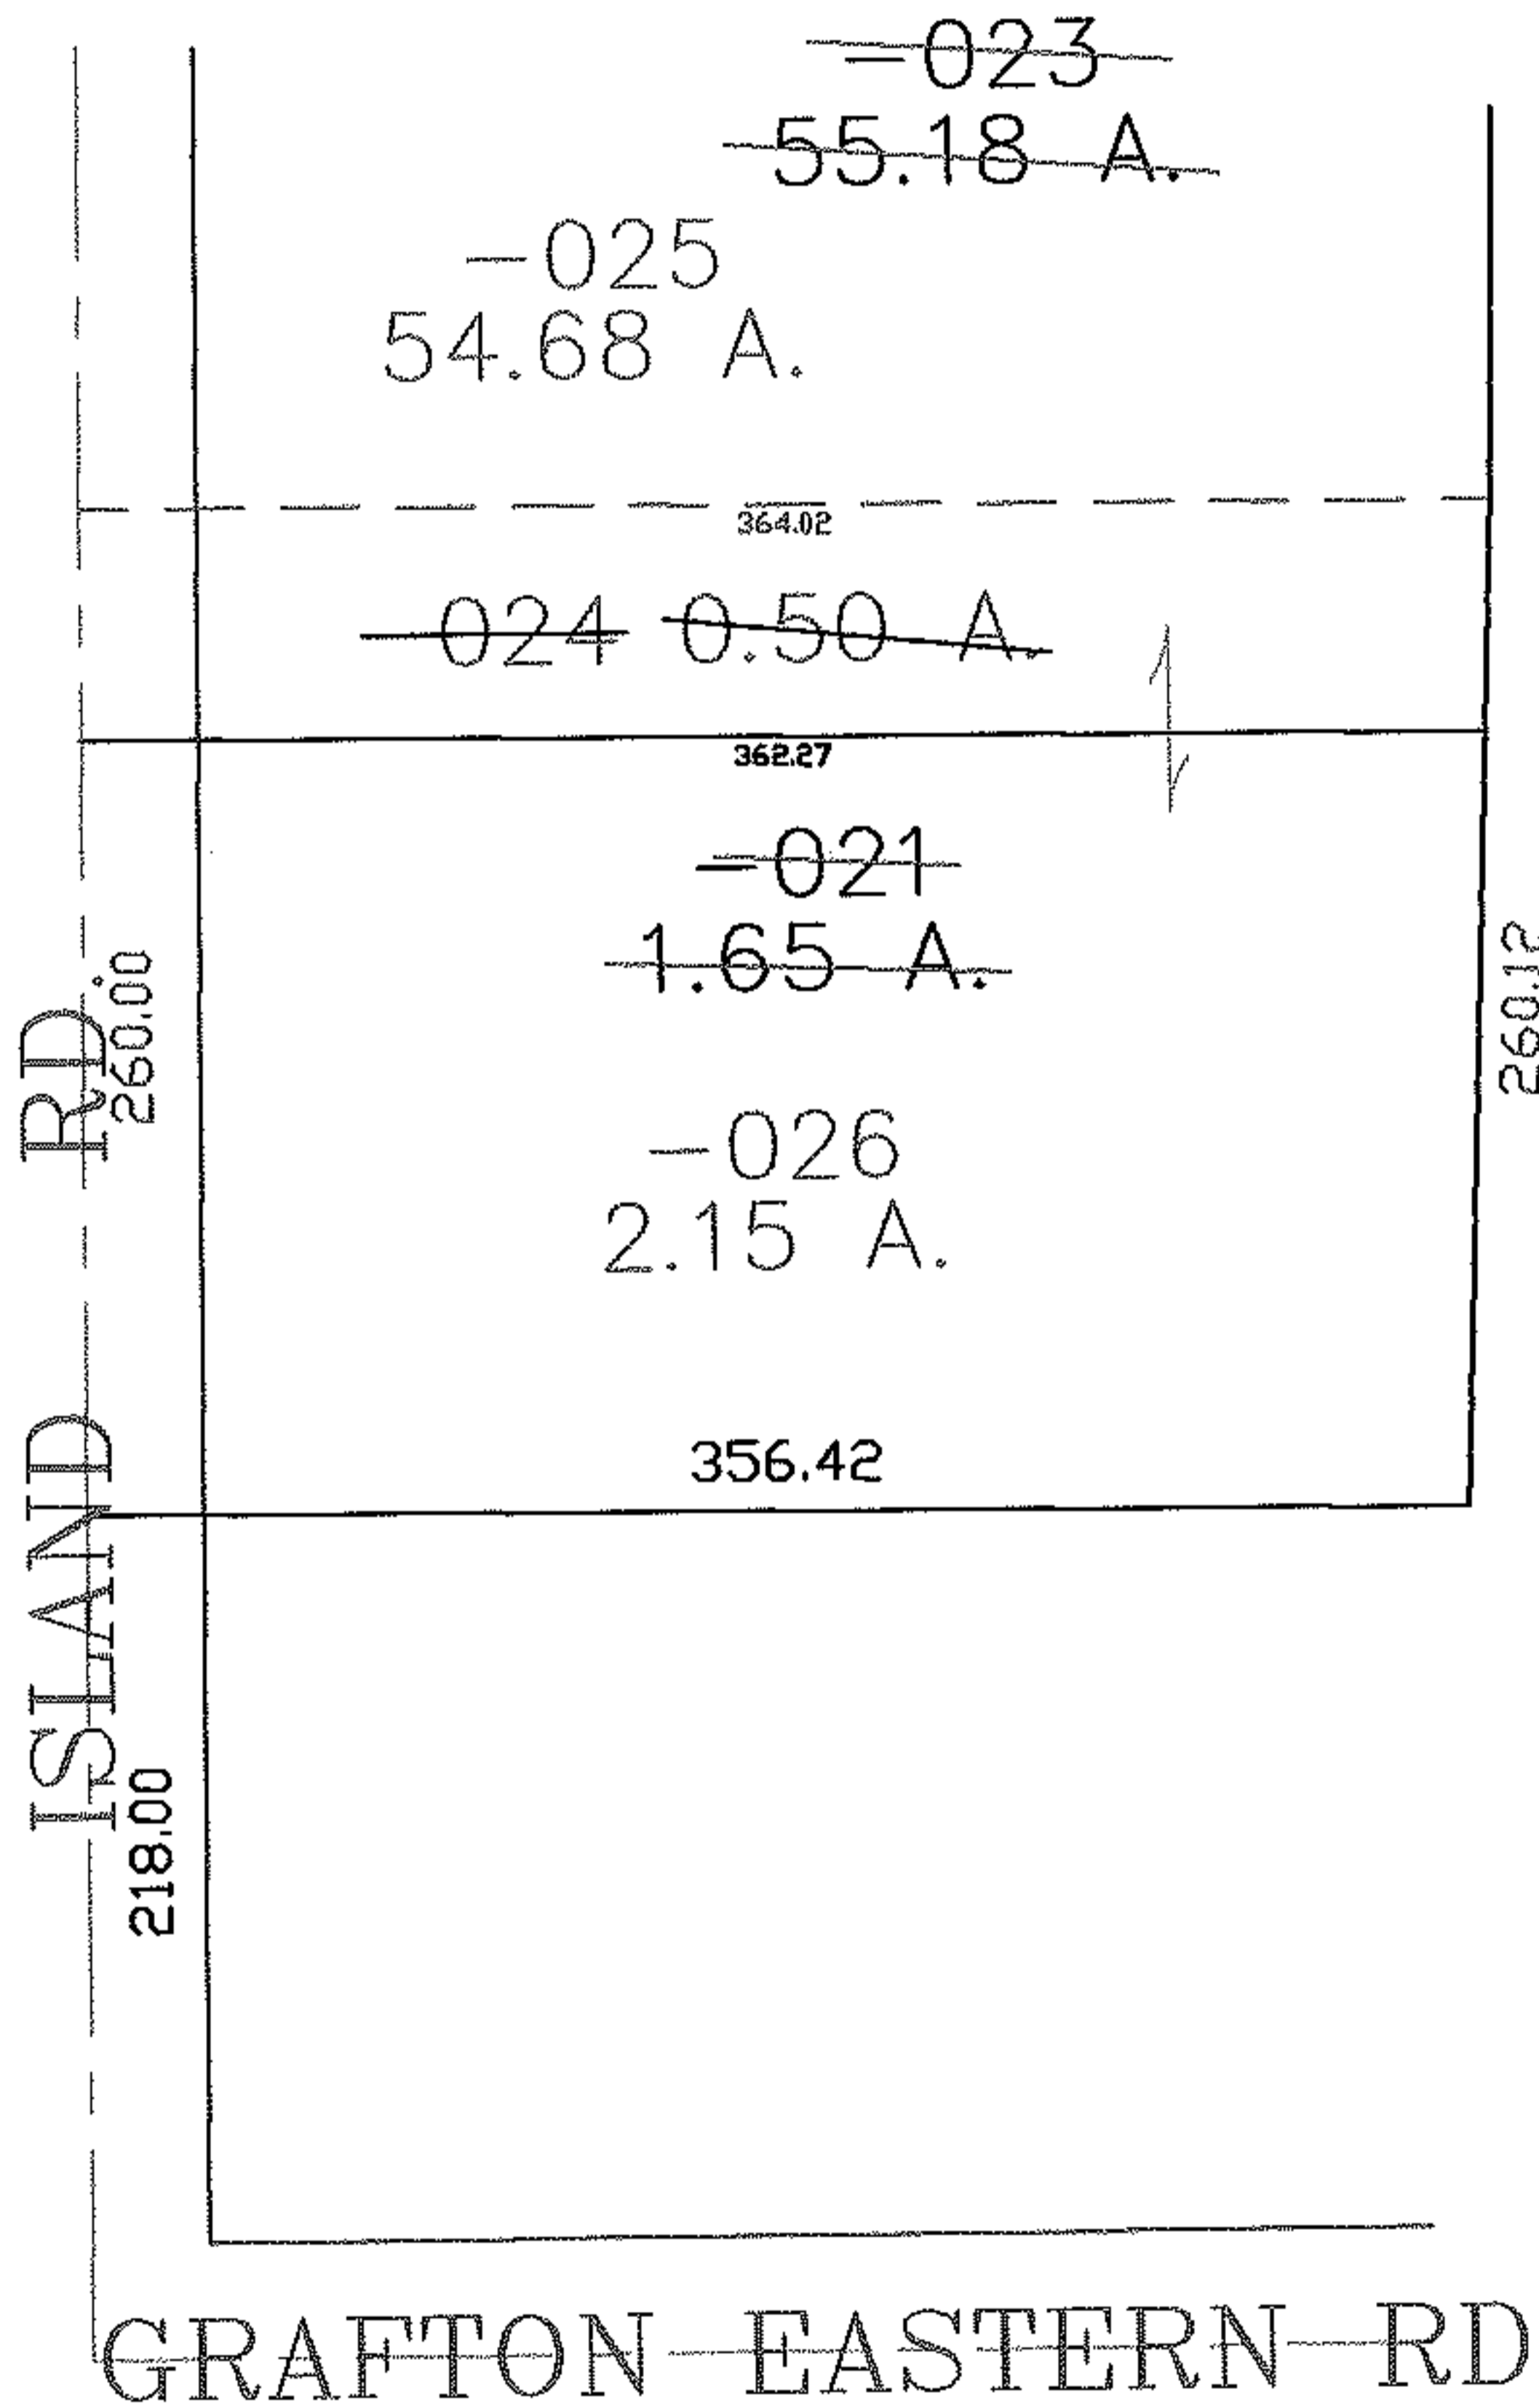 -023
55.18 A.
-025
54.68 A.
364.02
024 0.50 A.
362.27
-021
1.65 A.
260.00
260.12
-026
2.15 A.
356.42
ISLAND RD.
218.00
GRAFTON EASTERN RD